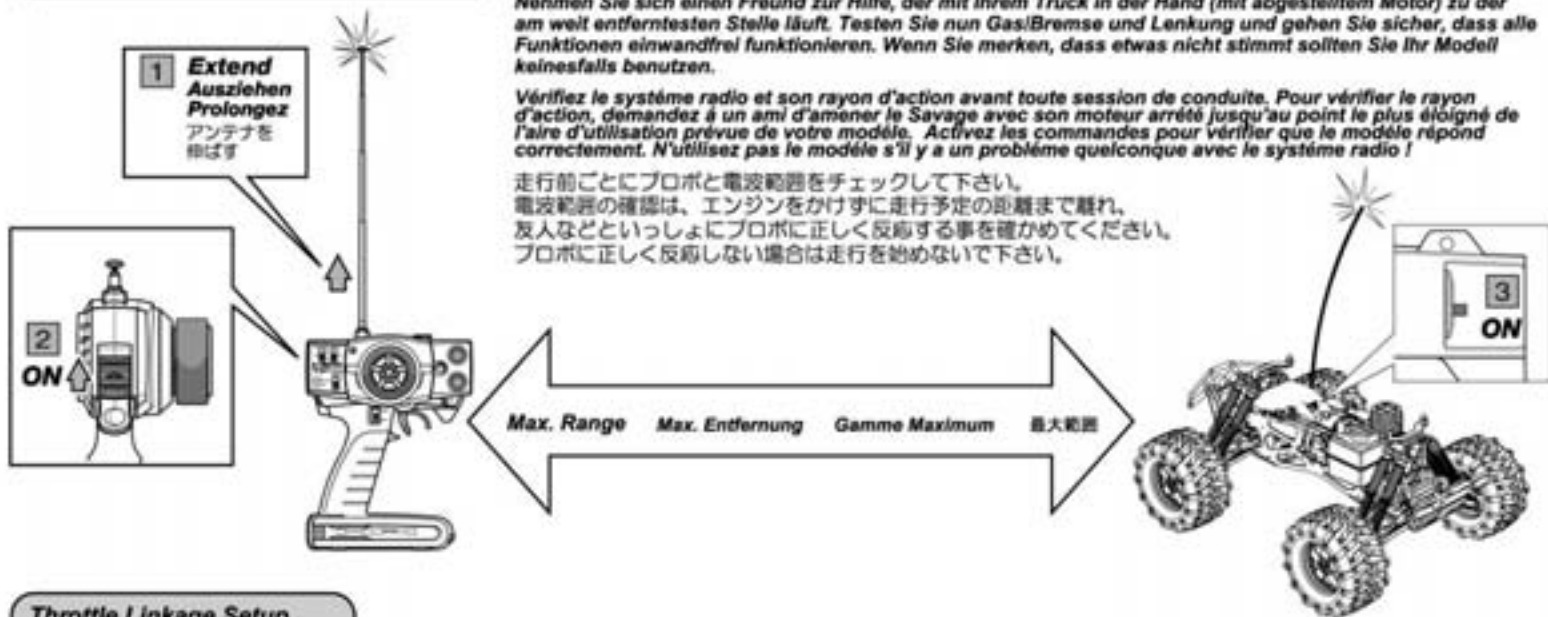 Nehmen Sie sich einen Freund zur Hilfe, der mit Ihrem Truck in der Hand (mit abgestelltem Motor) zu der
am weit entferntesten Stelle läuft. Testen Sie nun Gas/Bremse und Lenkung und gehen Sie sicher, dass alle
Funktionen einwandfrei funktionieren. Wenn Sie merken, dass etwas nicht stimmt sollten Sie Ihr Modell
keinesfalls benutzen.
Vérifiez le systéme radio et son rayon d'action avant toute session de conduite. Pour vérifier le rayon
d'action, demandez à un ami d'amener le Savage avec son moteur arrété jusqu'au point le plus éloigné de
l'aire d'utilisation prévue de votre modéle. Activez les commandes pour vérifier que le modéle répond
correctement. N'utilisez pas le modéle s'il y a un probléme quelconque avec le systéme radio !
走行前ごとにプロポと電波範囲をチェックして下さい。
電波範囲の確認は、エンジンをかけずに走行予定の距離まで離れ、
友人などといっしょにプロポに正しく反応する事を確かめてください。
プロポに正しく反応しない場合は走行を始めないで下さい。
1 Extend
Ausziehen
Prolongez
アンテナを
伸ばす
2
ON
3
ON
Max. Range Max. Entfernung Gamme Maximum 最大範囲
Throttle Linkage Setup